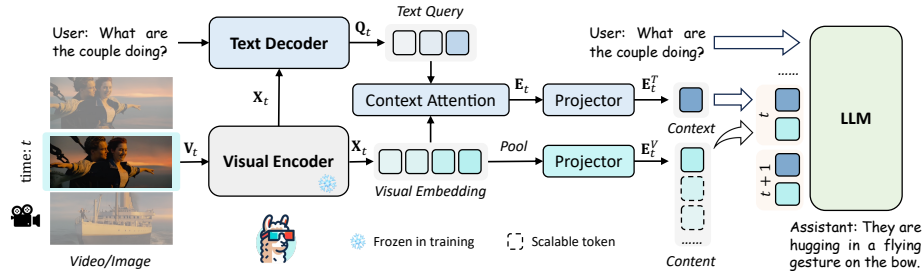 User: What are
the couple doing?
Text Decoder
Q_t
Text Query
User: What are
the couple doing?
X_t
Context Attention
E_t
Projector
E_t^T
Context
......
t
LLM
time: t
V_t
Visual Encoder
X_t
Visual Embedding
Pool
Projector
E_t^V
t + 1
......
Content
Video/Image
Frozen in training
Scalable token
Assistant: They are
hugging in a flying
gesture on the bow.